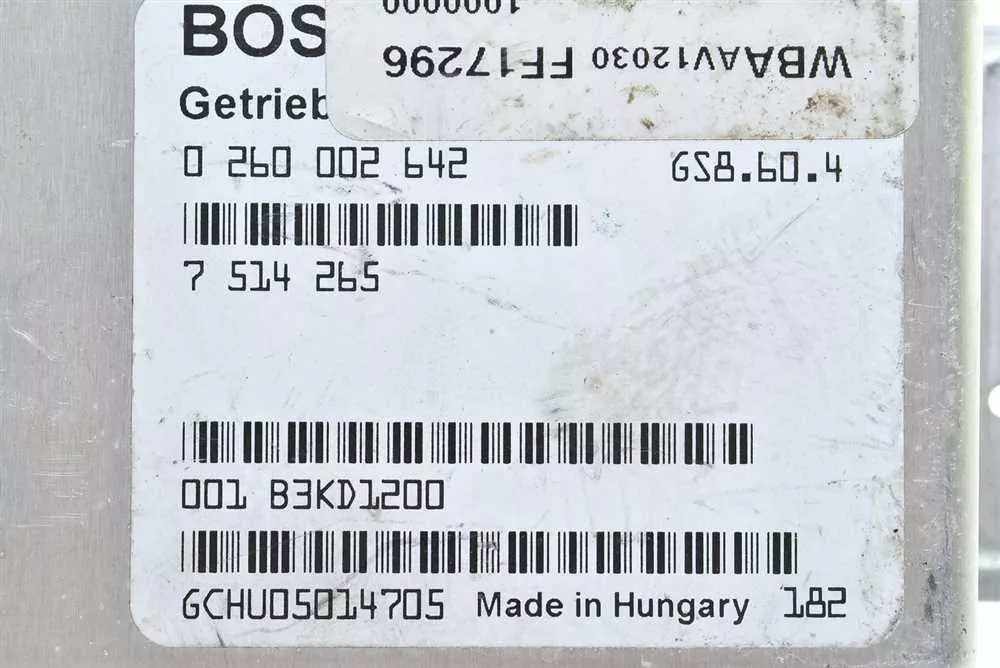 BOS
Getrieb
0 260 002 642 GS8.60.4
7 514 265
001 B3KD1200
GCHU05014705 Made in Hungary 182
WBAAV12030 FF17296